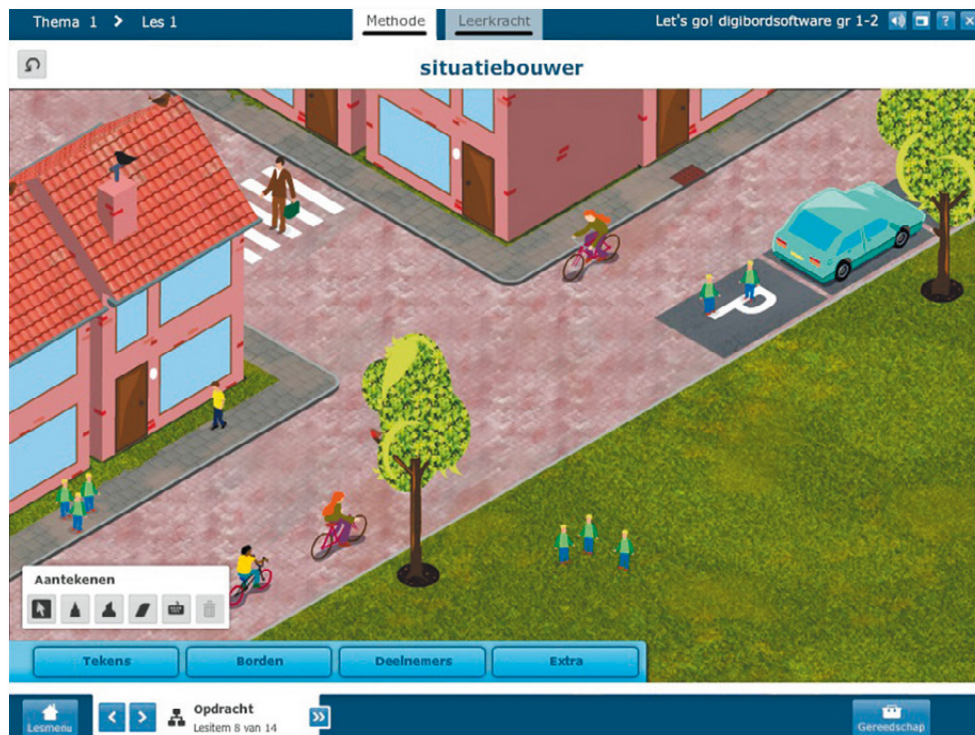 Thema 1 > Les 1
Methode
Leerkracht
Let's go! digibordsoftware gr 1-2
situatiebouwer
P
Aantekenen
Tekens
Borden
Deelnemers
Extra
Lesmenu
Opdracht
Lesitem 8 van 14
Gereedschap